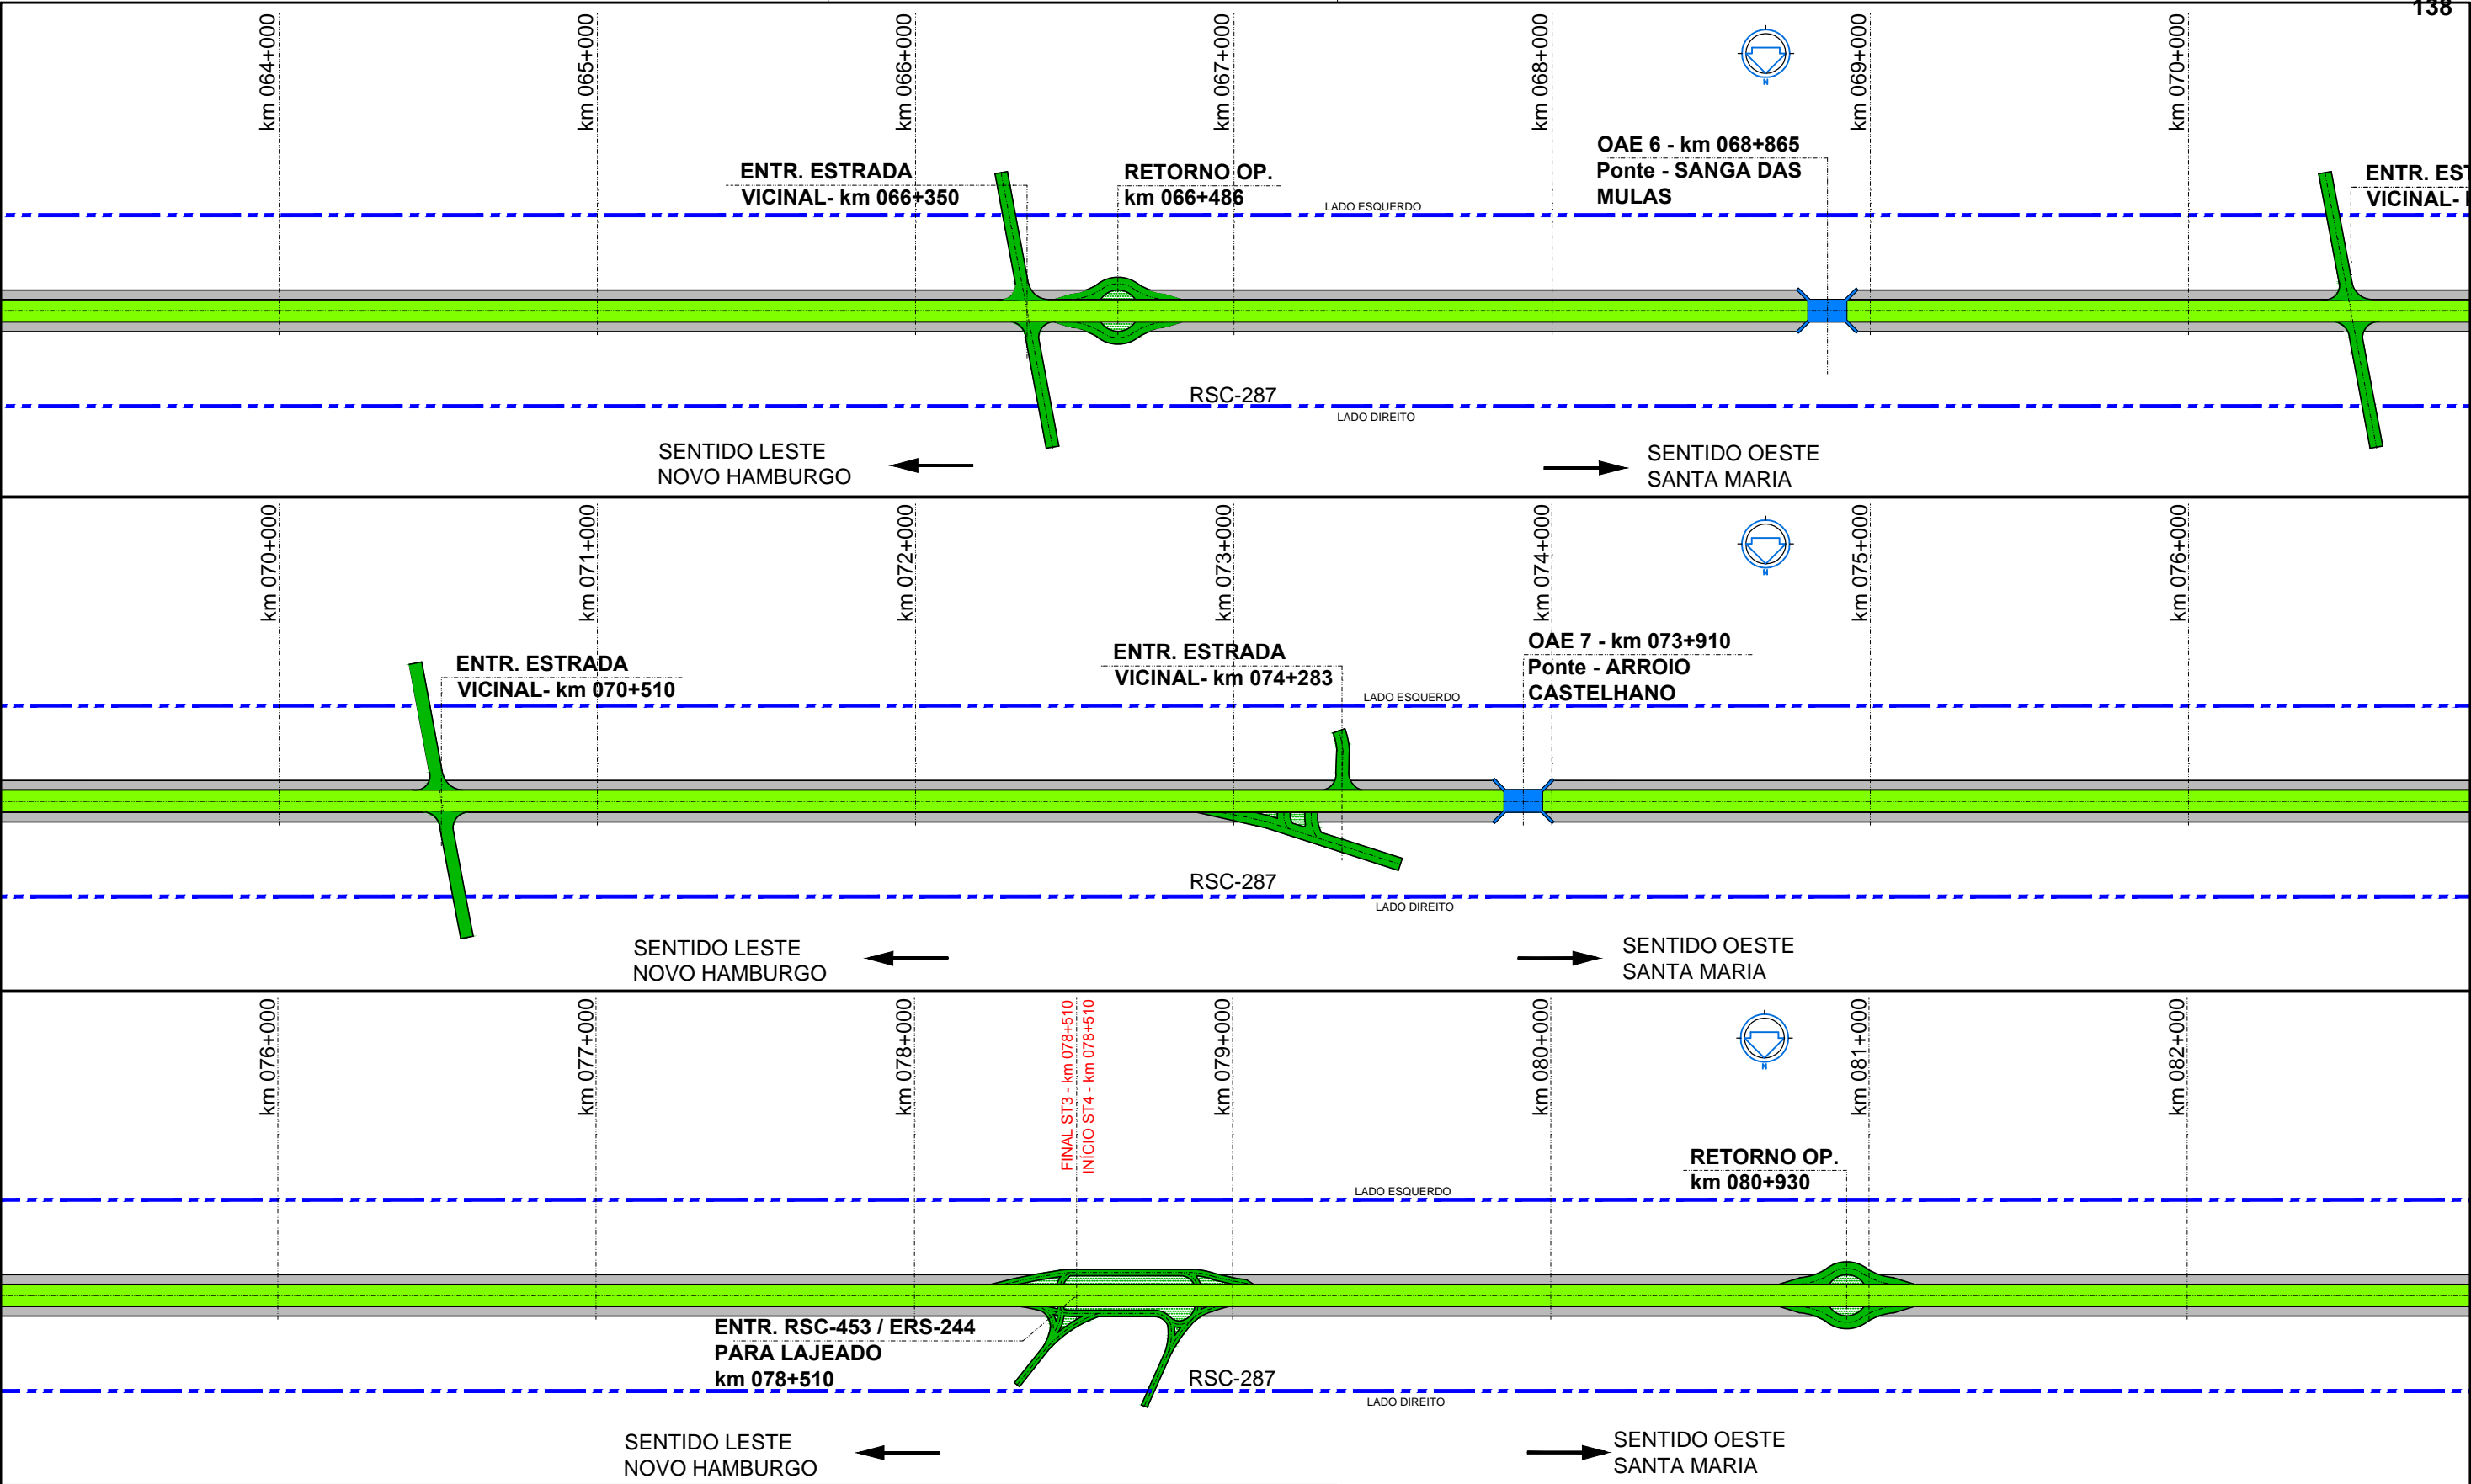 138
km 064+000
km 065+000
km 066+000
km 067+000
km 068+000
km 069+000
km 070+000
N
ENTR. ESTRADA
VICINAL- km 066+350
RETORNO OP.
km 066+486
OAE 6 - km 068+865
Ponte - SANGA DAS
MULAS
ENTR. EST
VICINAL-
LADO ESQUERDO
RSC-287
LADO DIREITO
SENTIDO LESTE
NOVO HAMBURGO
SENTIDO OESTE
SANTA MARIA
km 070+000
km 071+000
km 072+000
km 073+000
km 074+000
km 075+000
km 076+000
N
ENTR. ESTRADA
VICINAL- km 070+510
ENTR. ESTRADA
VICINAL- km 074+283
OAE 7 - km 073+910
Ponte - ARROIO
CASTELHANO
LADO ESQUERDO
RSC-287
LADO DIREITO
SENTIDO LESTE
NOVO HAMBURGO
SENTIDO OESTE
SANTA MARIA
km 076+000
km 077+000
km 078+000
FINAL ST3 - km 078+510
INÍCIO ST4 - km 078+510
km 079+000
km 080+000
km 081+000
km 082+000
N
RETORNO OP.
km 080+930
LADO ESQUERDO
ENTR. RSC-453 / ERS-244
PARA LAJEADO
km 078+510
RSC-287
LADO DIREITO
SENTIDO LESTE
NOVO HAMBURGO
SENTIDO OESTE
SANTA MARIA